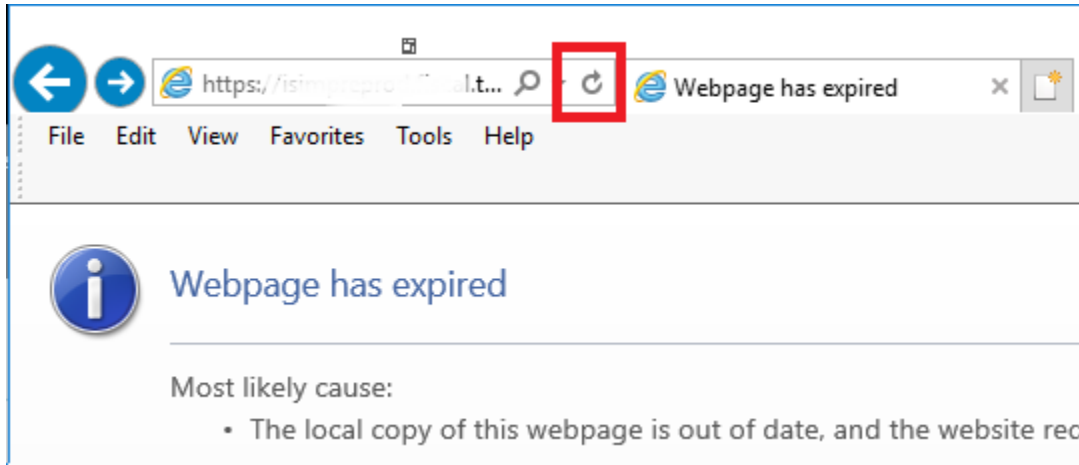 https://
Webpage has expired
File Edit View Favorites Tools Help
Webpage has expired
Most likely cause:
• The local copy of this webpage is out of date, and the website